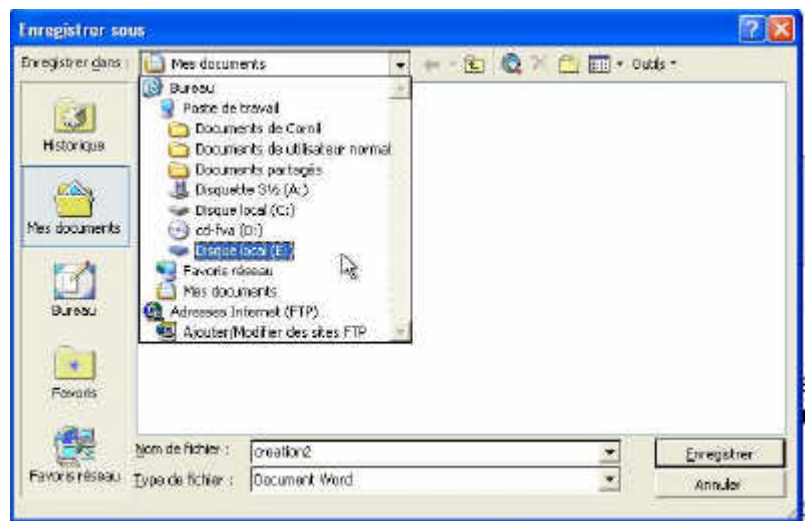 Enregistrer sous
Enregistrer dans :
Mes documents
Outils
Bureau
Poste de travail
Documents de Cornil
Documents de utilisateur normal
Documents partagés
Disquette 3½ (A:)
Disque local (C:)
cd-fva (D:)
Disque local (E:)
Favoris réseau
Mes documents
Adresses Internet (FTP)
Ajouter/Modifier des sites FTP
Historique
Mes documents
Bureau
Favoris
Favoris réseau
Nom de fichier :
creation2
Enregistrer
Type de fichier :
Document Word
Annuler